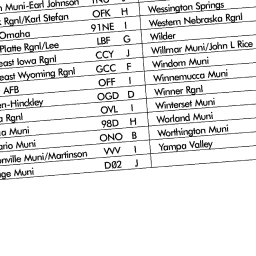 Muni-Earl Johnson
Rgnl/Karl Stefan OFK H Wessington Springs
Omaha 91NE I Western Nebraska Rgnl
Platte Rgnl/Lee LBF G Wilder
east Iowa Rgnl CCY J Willmar Muni/John L Rice
east Wyoming Rgnl GCC F Windom Muni
AFB OFF I Winnemucca Muni
en-Hinckley OGD D Winner Rgnl
a Rgnl OVL I Winterset Muni
a Muni 98D H Worland Muni
ario Muni ONO B Worthington Muni
onville Muni/Martinson VVV I Yampa Valley
nge Muni D02 J